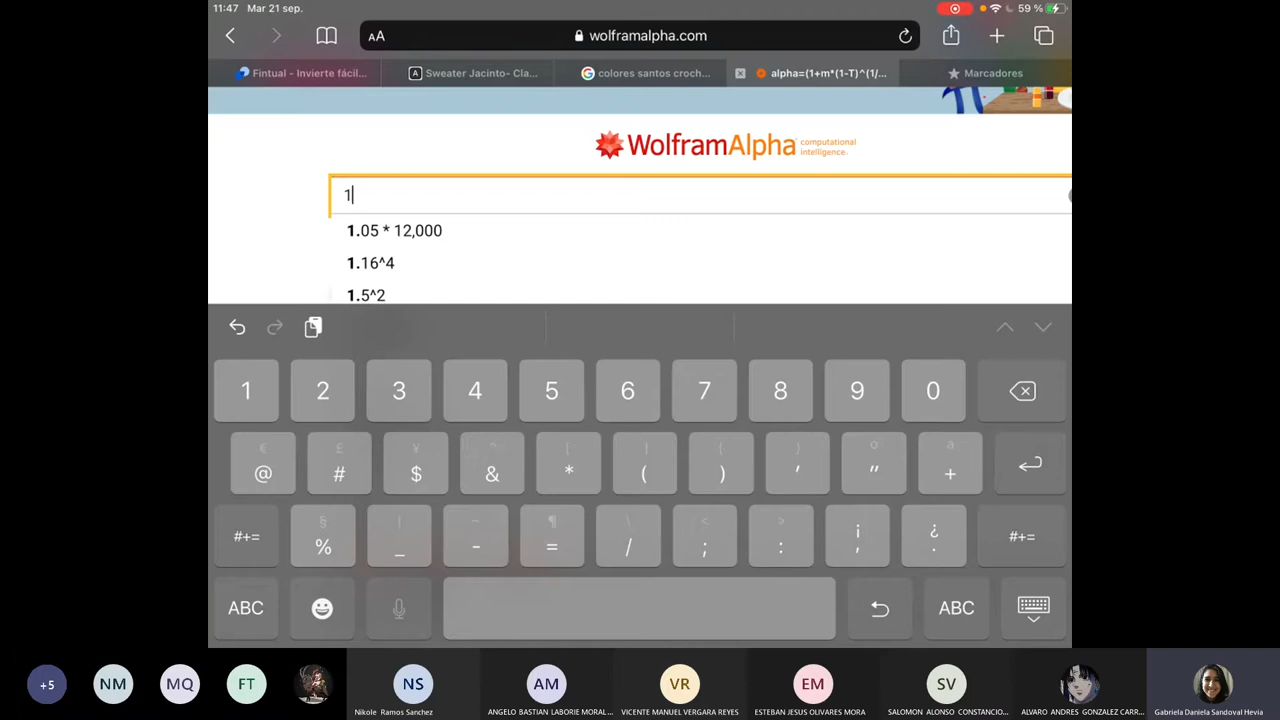 11:47 Mar 21 sep. 59 %
AA wolframalpha.com
Fintual - Invierte fácil... Sweater Jacinto- Cla... colores santos croch... alpha=(1+m*(1-T)^(1/... Marcadores
WolframAlpha computational intelligence.
1
1.05 * 12,000
1.16^4
1.5^2
1 2 3 4 5 6 7 8 9 0
€ £ ¥ ^ [ ] { } º ª
@ # $ & * ( ) ' " +
§ | ~ ¶ \ < > ¡ ¿
#+= % _ - = / ; : , . #+=
ABC ABC
+5 NM MQ FT NS AM VR EM SV
Nikole Ramos Sanchez ANGELO BASTIAN LABORIE MORAL ... VICENTE MANUEL VERGARA REYES ESTEBAN JESUS OLIVARES MORA SALOMON ALONSO CONSTANCIO... ALVARO ANDRES GONZALEZ CARR... Gabriela Daniela Sandoval Hevia